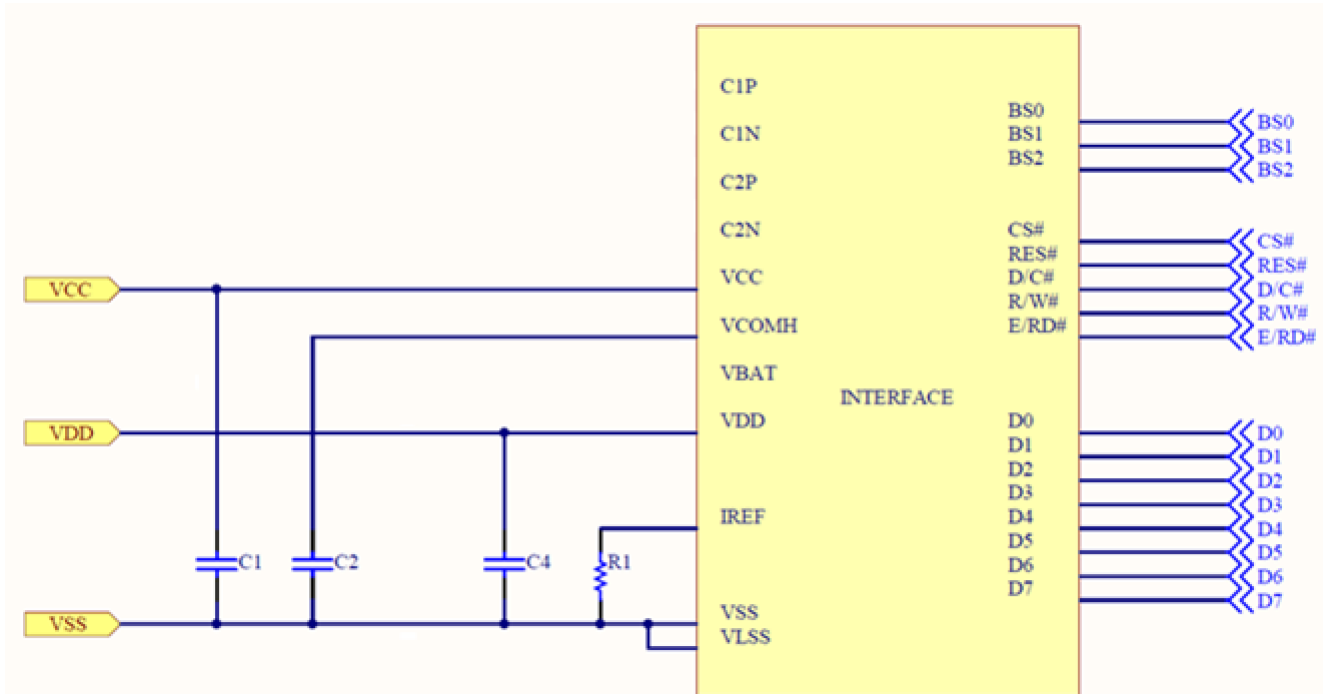 C1P
C1N
C2P
C2N
VCC
VCOMH
VBAT
VDD
IREF
VSS
VLSS
INTERFACE
BS0
BS1
BS2
CS#
RES#
D/C#
R/W#
E/RD#
D0
D1
D2
D3
D4
D5
D6
D7
BS0
BS1
BS2
CS#
RES#
D/C#
R/W#
E/RD#
D0
D1
D2
D3
D4
D5
D6
D7
VCC
VDD
VSS
C1
C2
C4
R1